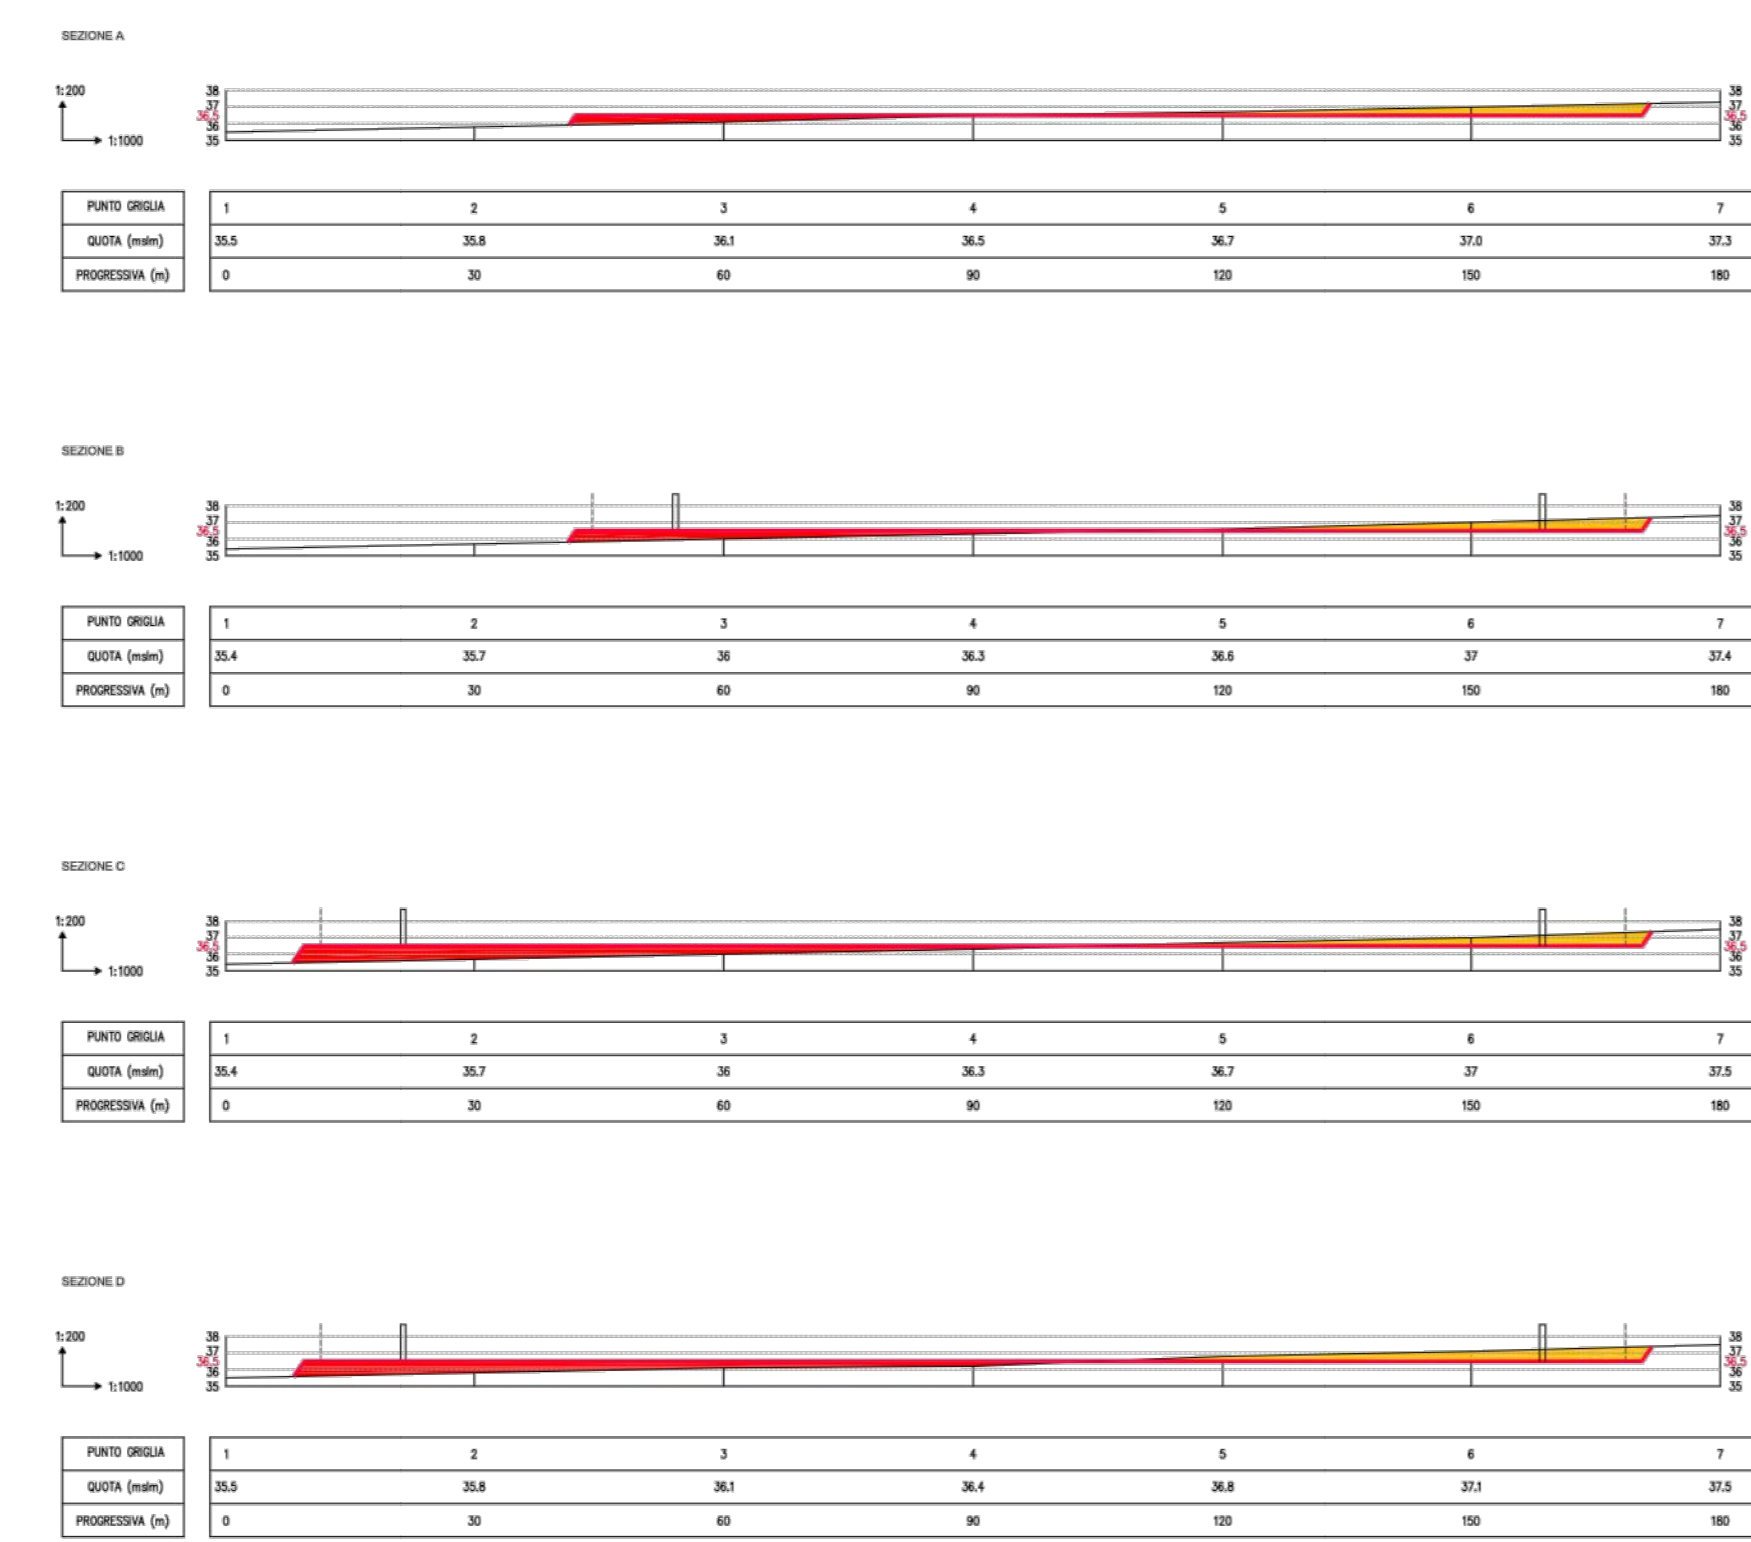 SEZIONE A
1:200
38 38
37 37
36.5 36.5
36 36
1:1000 35 35
PUNTO GRIGLIA 1 2 3 4 5 6 7
QUOTA (mslm) 35.5 35.8 36.1 36.5 36.7 37.0 37.3
PROGRESSIVA (m) 0 30 60 90 120 150 180
SEZIONE B
1:200
38 38
37 37
36.5 36.5
36 36
1:1000 35 35
PUNTO GRIGLIA 1 2 3 4 5 6 7
QUOTA (mslm) 35.4 35.7 36 36.3 36.6 37 37.4
PROGRESSIVA (m) 0 30 60 90 120 150 180
SEZIONE C
1:200
38 38
37 37
36.5 36.5
36 36
1:1000 35 35
PUNTO GRIGLIA 1 2 3 4 5 6 7
QUOTA (mslm) 35.4 35.7 36 36.3 36.7 37 37.5
PROGRESSIVA (m) 0 30 60 90 120 150 180
SEZIONE D
1:200
38 38
37 37
36.5 36.5
36 36
1:1000 35 35
PUNTO GRIGLIA 1 2 3 4 5 6 7
QUOTA (mslm) 35.5 35.8 36.1 36.4 36.8 37.1 37.5
PROGRESSIVA (m) 0 30 60 90 120 150 180